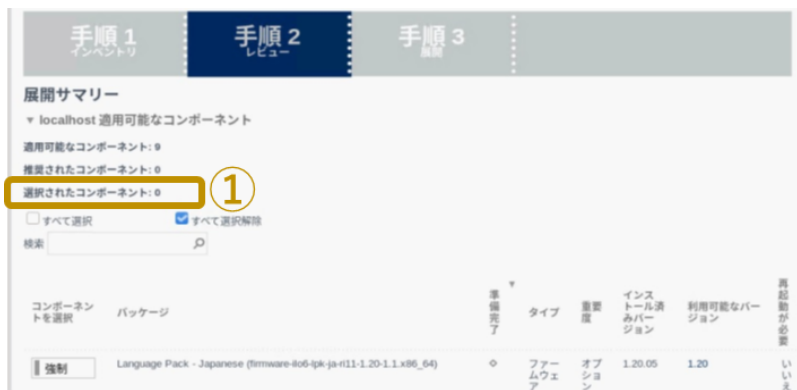 手順 1
インベントリ
手順 2
レビュー
手順 3
展開
展開サマリー
▼ localhost 適用可能なコンポーネント
適用可能なコンポーネント: 9
推奨されたコンポーネント: 0
選択されたコンポーネント: 0
①
すべて選択 すべて選択解除
検索
コンポーネン
トを選択
パッケージ
準備完了
▼
タイプ
重要
度
インス
トール済
みバー
ジョン
利用可能なバー
ジョン
再起動が必要
強制
Language Pack - Japanese (firmware-ilo6-lpk-ja-ri11-1.20-1.1.x86_64)
ファー
ムウェ
ア
オプ
ショ
ン
1.20.05
1.20
いいえ